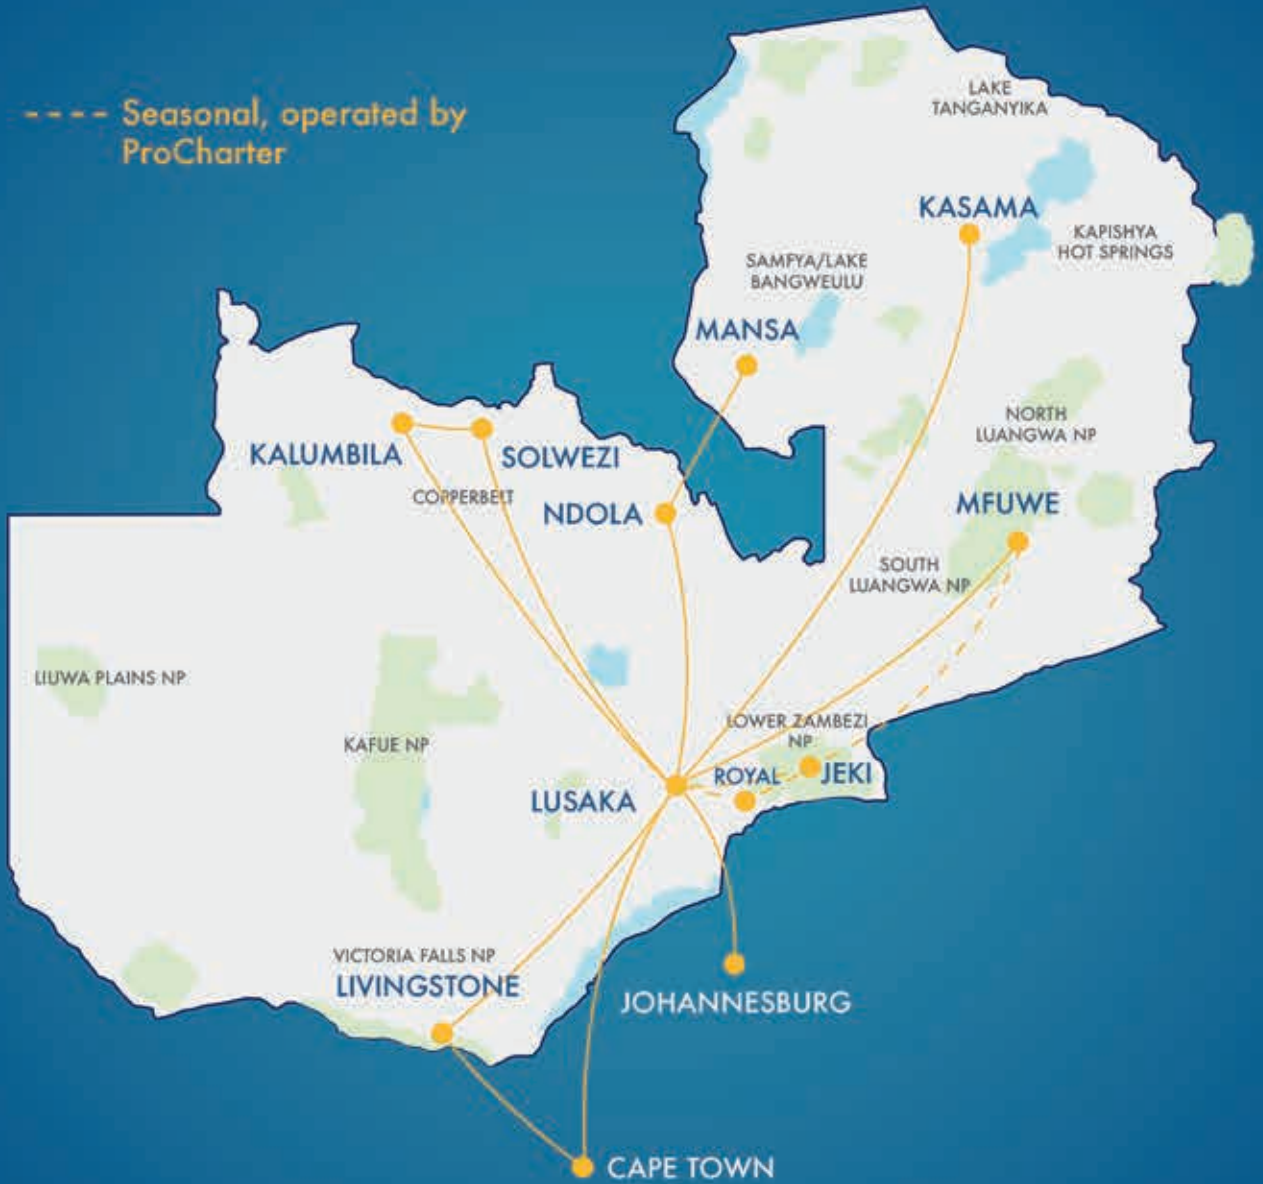 Seasonal, operated by
ProCharter
LAKE
TANGANYIKA
KASAMA
KAPISHYA
HOT SPRINGS
SAMFYA/LAKE
BANGWEULU
MANSA
NORTH
LUANGWA NP
KALUMBILA
SOLWEZI
COPPERBELT
NDOLA
MFUWE
SOUTH
LUANGWA NP
LIUWA PLAINS NP
KAFUE NP
LOWER ZAMBEZI
NP
ROYAL
JEKI
LUSAKA
VICTORIA FALLS NP
LIVINGSTONE
JOHANNESBURG
CAPE TOWN